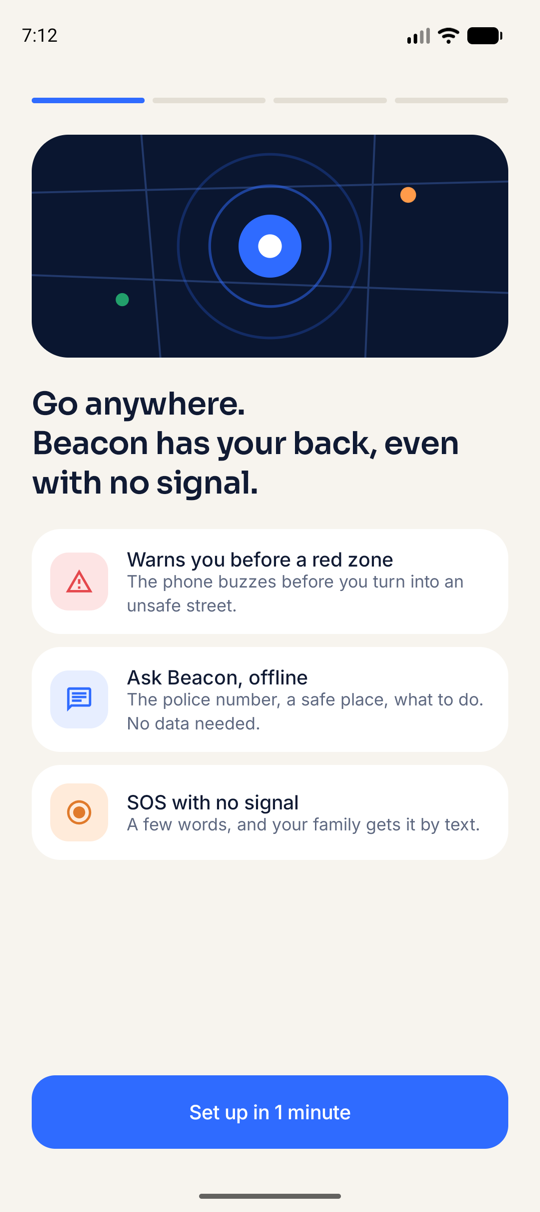 7:12
Go anywhere.
Beacon has your back, even
with no signal.
Warns you before a red zone
The phone buzzes before you turn into an
unsafe street.
Ask Beacon, offline
The police number, a safe place, what to do.
No data needed.
SOS with no signal
A few words, and your family gets it by text.
Set up in 1 minute